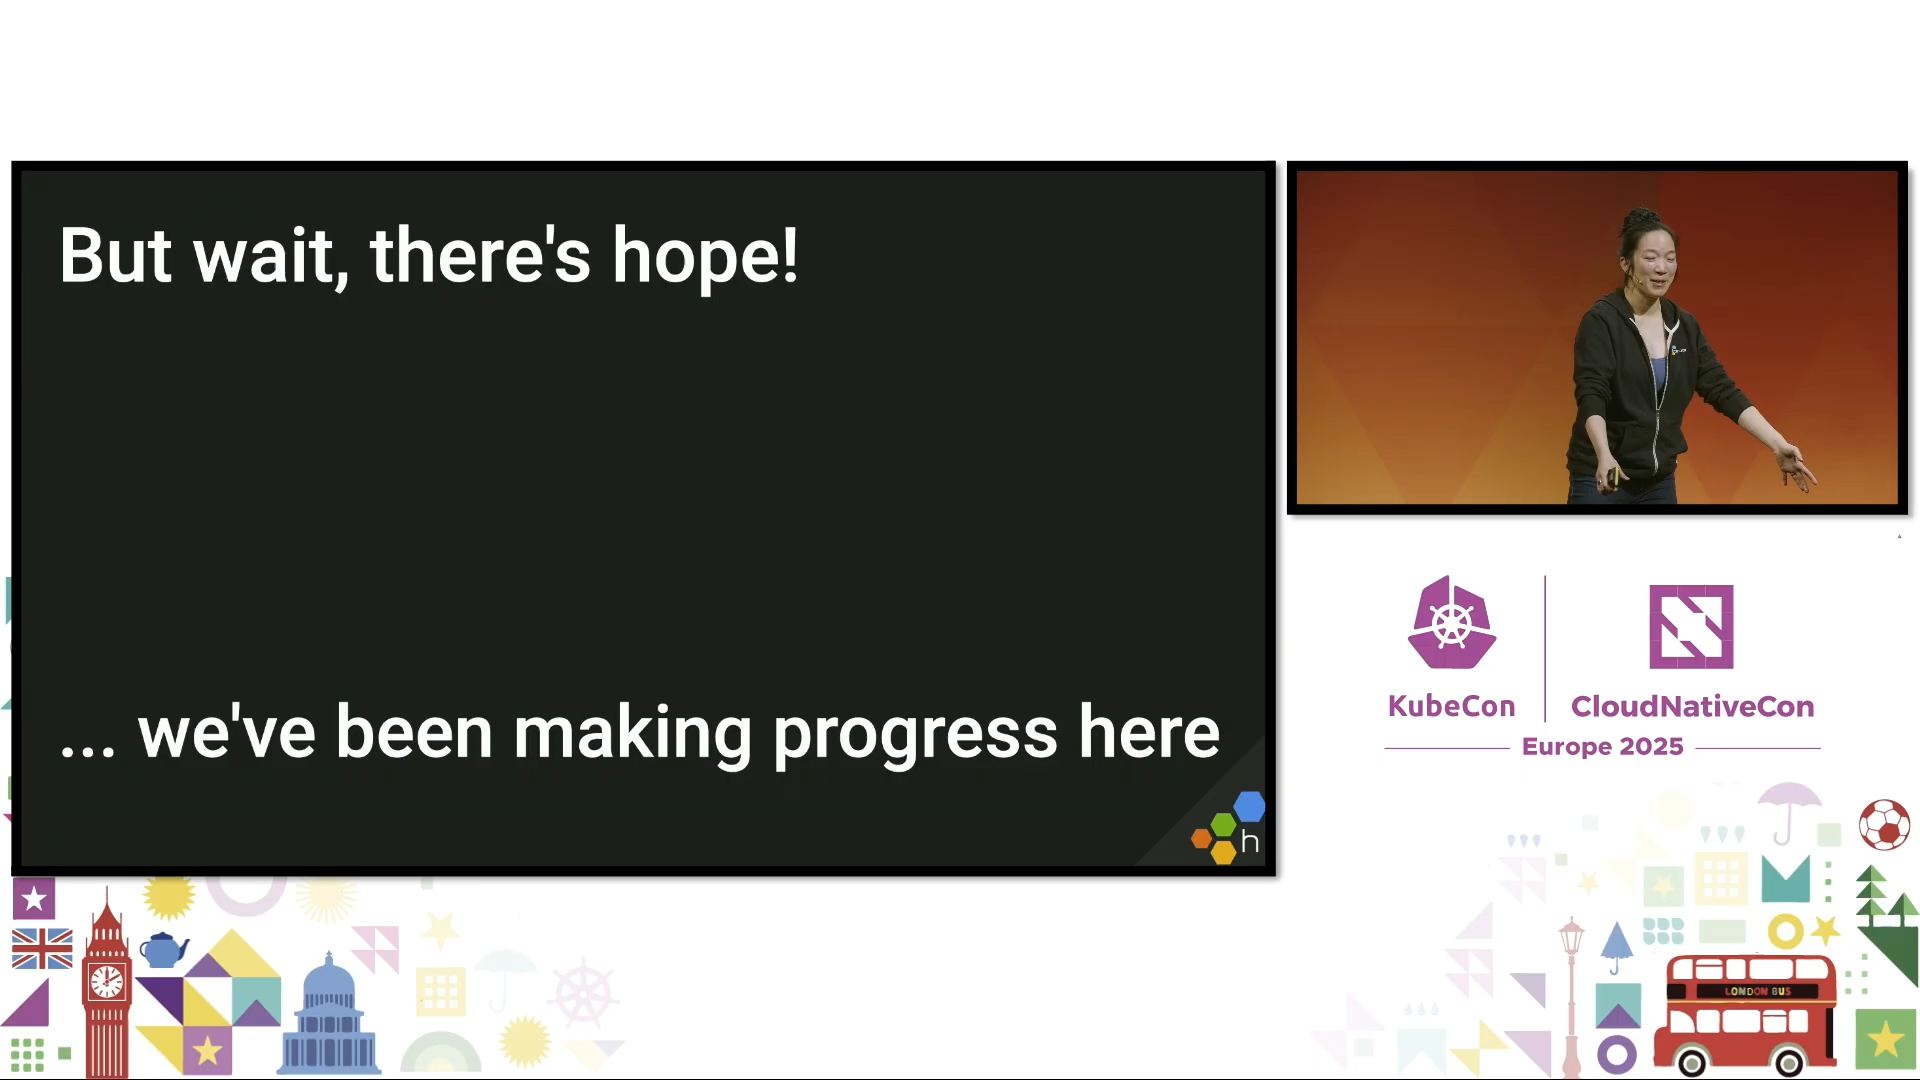 But wait, there's hope!
... we've been making progress here
h
KubeCon
CloudNativeCon
Europe 2025
LONDON BUS